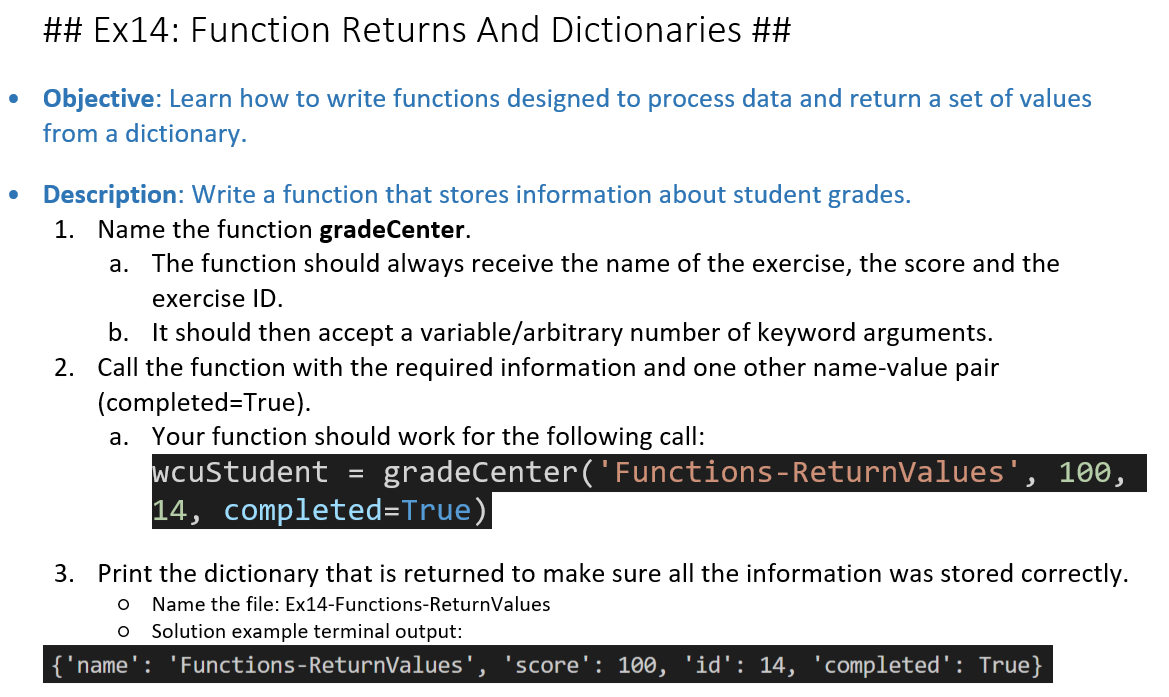 ## Ex14: Function Returns And Dictionaries ##
• Objective: Learn how to write functions designed to process data and return a set of values
from a dictionary.
• Description: Write a function that stores information about student grades.
1. Name the function gradeCenter.
a. The function should always receive the name of the exercise, the score and the
exercise ID.
b. It should then accept a variable/arbitrary number of keyword arguments.
2. Call the function with the required information and one other name-value pair
(completed=True).
a. Your function should work for the following call:
wcuStudent = gradeCenter('Functions-ReturnValues', 100,
14, completed=True)
3. Print the dictionary that is returned to make sure all the information was stored correctly.
o Name the file: Ex14-Functions-ReturnValues
o Solution example terminal output:
{'name': 'Functions-ReturnValues', 'score': 100, 'id': 14, 'completed': True}